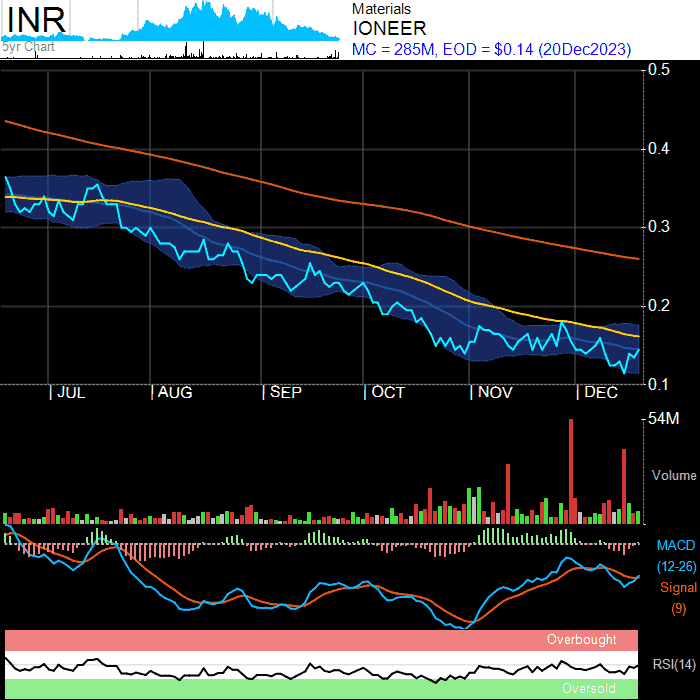 INR
5yr Chart
Materials
IONEER
MC = 285M, EOD = $0.14 (20Dec2023)
0.5
0.4
0.3
0.2
0.1
JUL
AUG
SEP
OCT
NOV
DEC
54M
Volume
MACD
(12-26)
Signal
(9)
Overbought
RSI(14)
Oversold